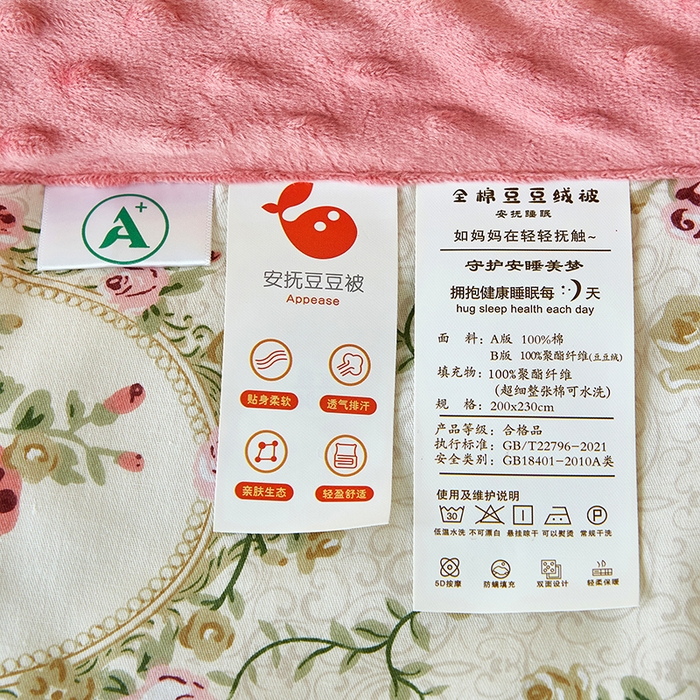 A+
安抚豆豆被
Appease
贴身柔软
透气排汗
亲肤生态
轻盈舒适
全棉豆豆绒被
安抚睡眠
如妈妈在轻轻抚触~
守护安睡美梦
拥抱健康睡眠每天
hug sleep health each day
面 料: A版 100%棉
B版 100%聚酯纤维(豆豆绒)
填充物: 100%聚酯纤维
(超细整张棉可水洗)
规 格: 200x230cm
产品等级: 合格品
执行标准: GB/T22796-2021
安全类别: GB18401-2010A类
使用及维护说明
30
P
低温水洗 不可漂白 悬挂晾干 可以熨烫 常规干洗
5D按摩 防螨填充 双面设计 轻柔保暖